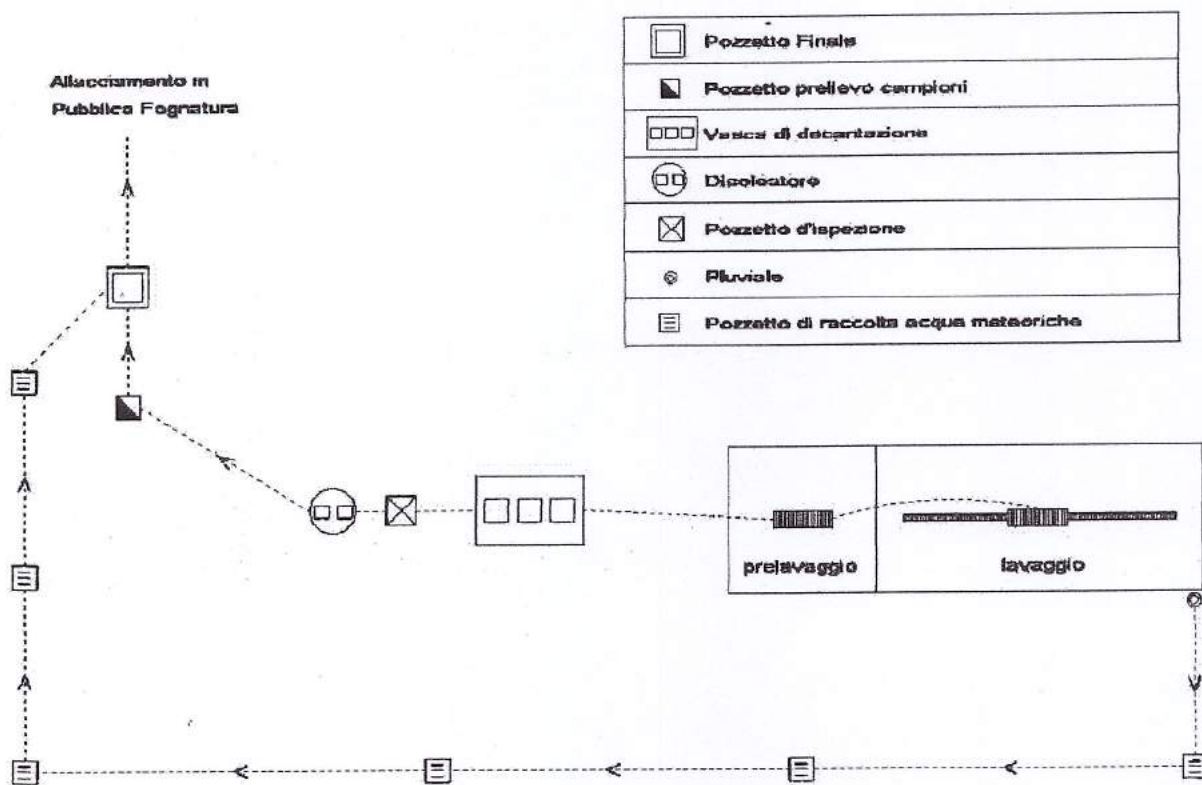 Allacciamento in
Pubblica Fognatura
Pozzetto Finale
Pozzetto prelievo campioni
Vasca di decantazione
Disoleatore
Pozzetto d'ispezione
Pluviale
Pozzetto di raccolta acqua meteoriche
prelavaggio
lavaggio